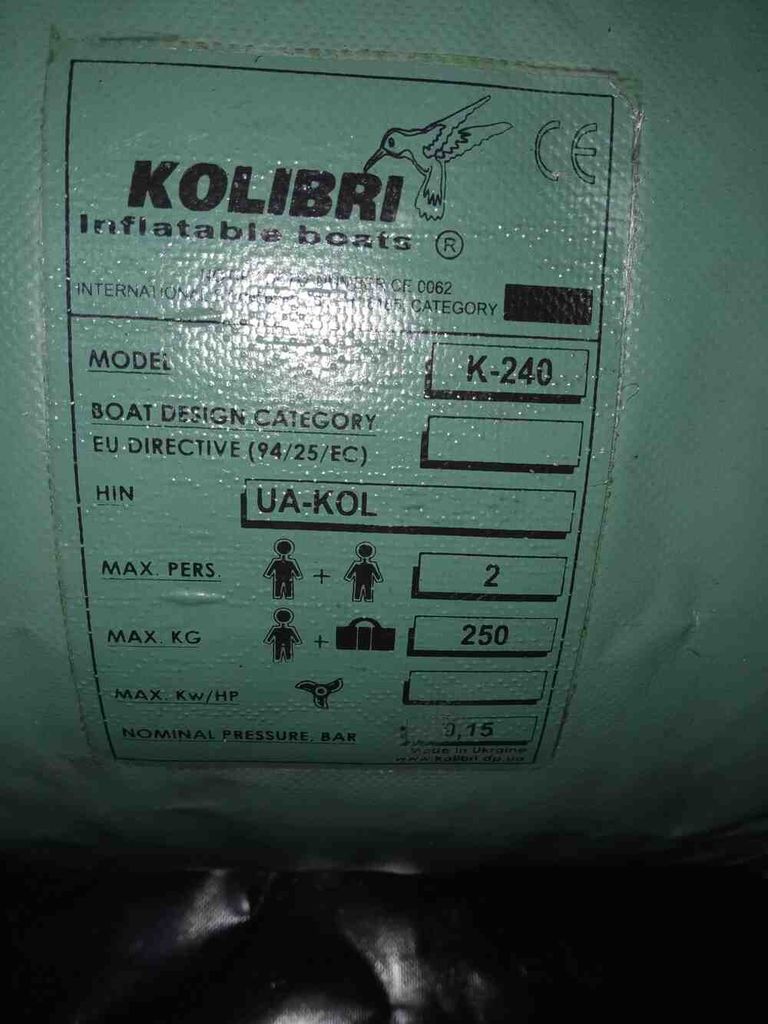 CE
KOLIBRI
Inflatable boats ®
CE 0062
CATEGORY
MODEL K-240
BOAT DESIGN CATEGORY
EU DIRECTIVE (94/25/EC)
HIN UA-KOL
MAX. PERS. + 2
MAX. KG + 250
MAX. Kw/HP
NOMINAL PRESSURE, BAR 0,15
Made in Ukraine
www.kolibri.dp.ua